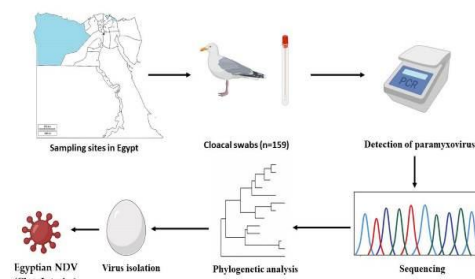 Sampling sites in Egypt
Cloacal swabs (n=159)
PCR
Detection of paramyxovirus
Sequencing
Phylogenetic analysis
Virus isolation
Egyptian NDV